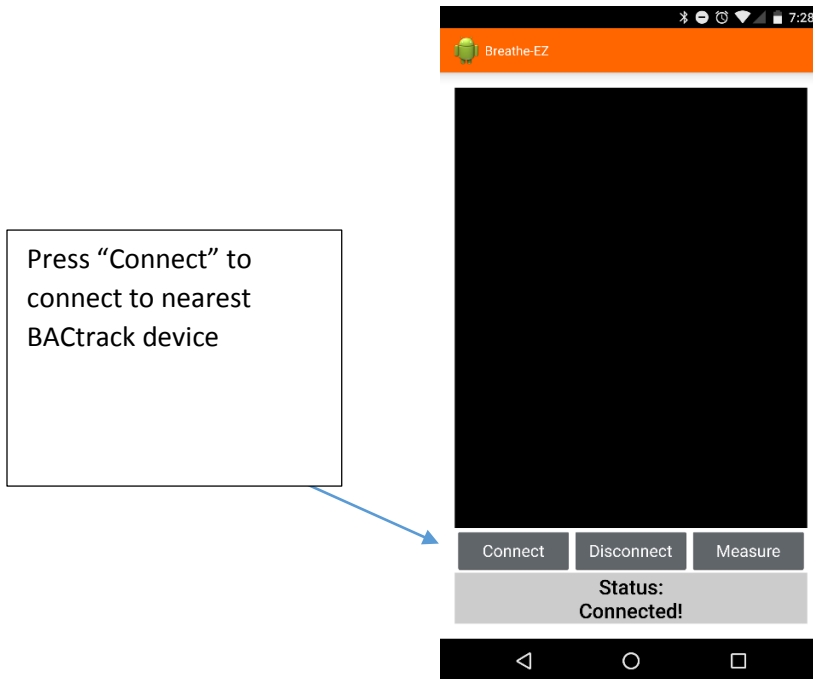 7:28
Breathe-EZ
Press “Connect” to
connect to nearest
BACtrack device
Connect Disconnect Measure
Status:
Connected!